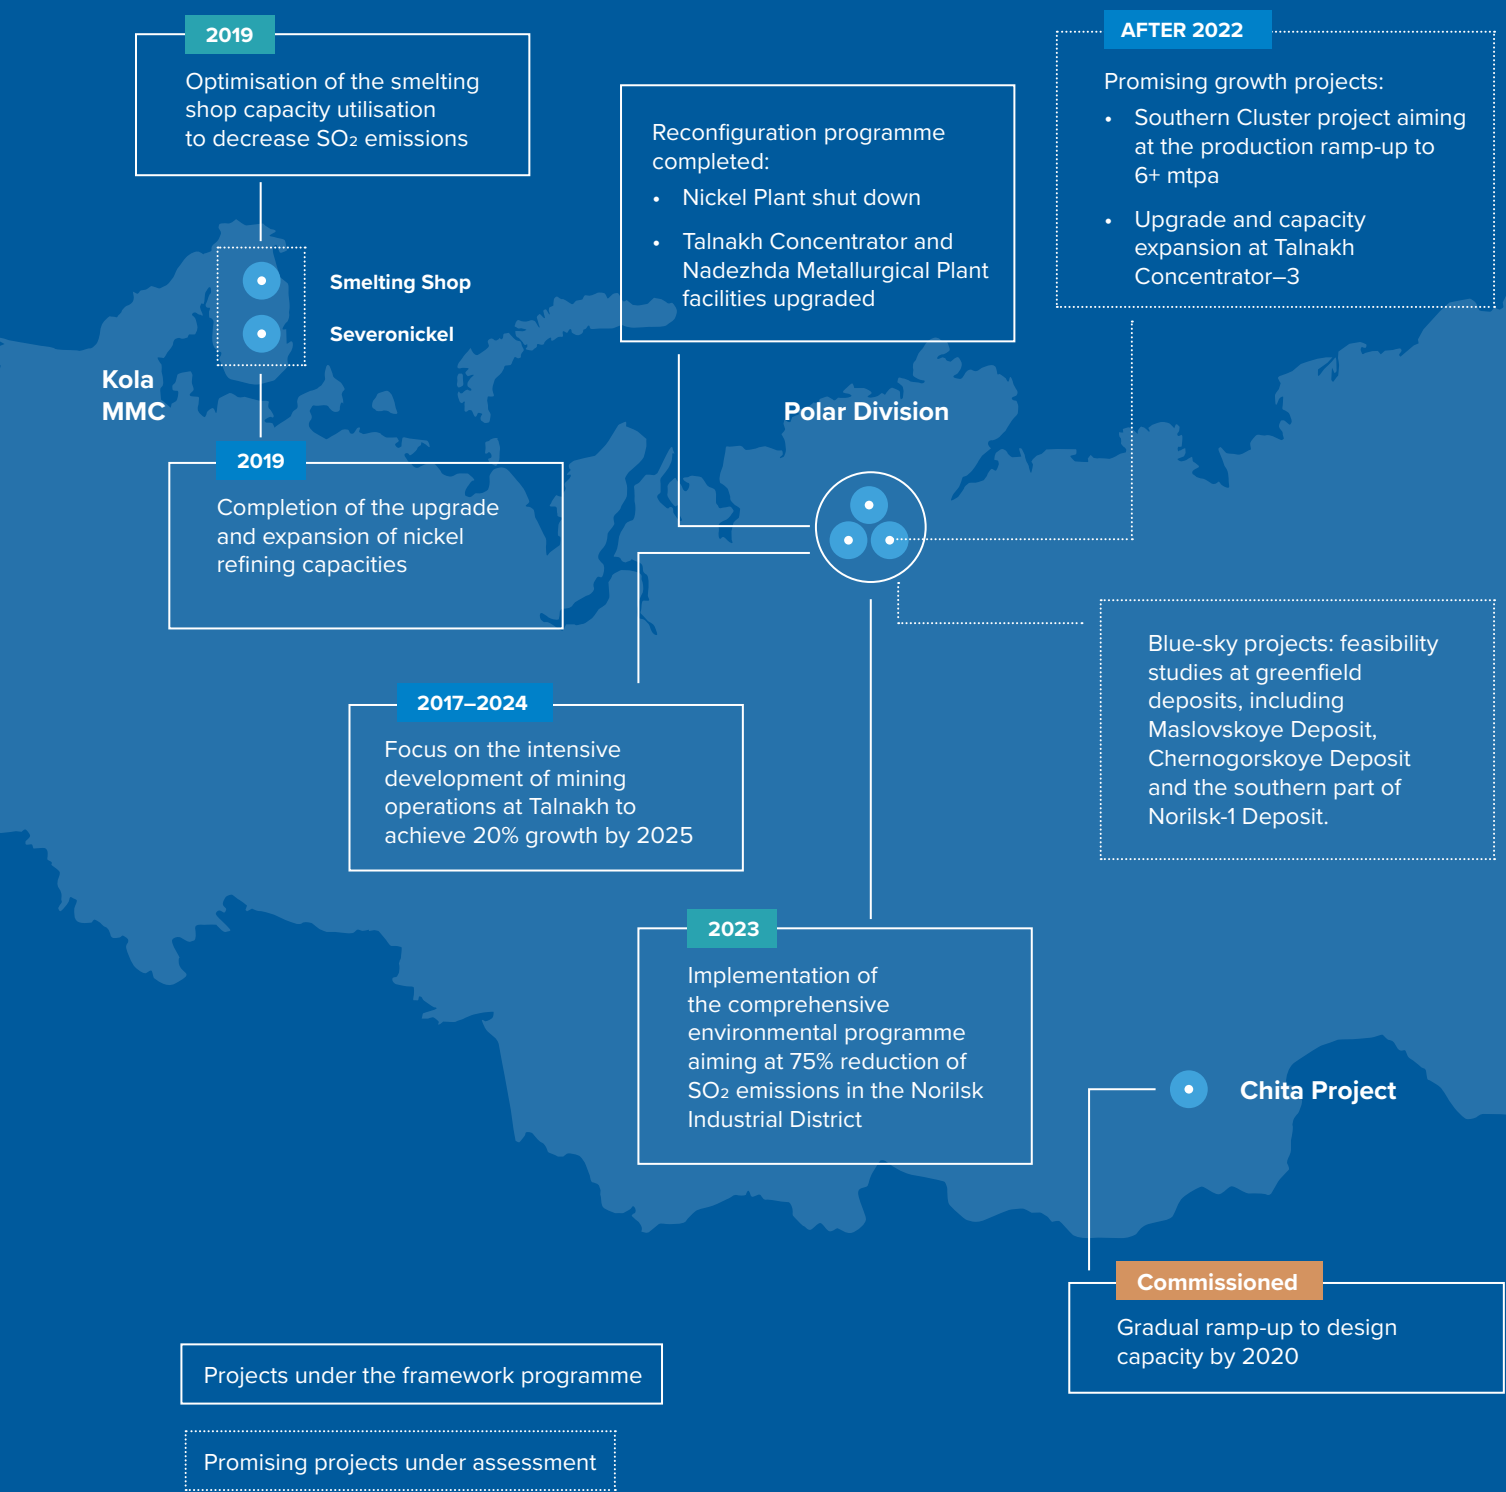 2019
Optimisation of the smelting
shop capacity utilisation
to decrease SO₂ emissions
Smelting Shop
Severonickel
Kola
MMC
2019
Completion of the upgrade
and expansion of nickel
refining capacities
Reconfiguration programme
completed:
• Nickel Plant shut down
• Talnakh Concentrator and
Nadezhda Metallurgical Plant
facilities upgraded
AFTER 2022
Promising growth projects:
• Southern Cluster project aiming
at the production ramp-up to
6+ mtpa
• Upgrade and capacity
expansion at Talnakh
Concentrator–3
Polar Division
2017–2024
Focus on the intensive
development of mining
operations at Talnakh to
achieve 20% growth by 2025
Blue-sky projects: feasibility
studies at greenfield
deposits, including
Maslovskoye Deposit,
Chernogorskoye Deposit
and the southern part of
Norilsk-1 Deposit.
2023
Implementation of
the comprehensive
environmental programme
aiming at 75% reduction of
SO₂ emissions in the Norilsk
Industrial District
Chita Project
Commissioned
Gradual ramp-up to design
capacity by 2020
Projects under the framework programme
Promising projects under assessment